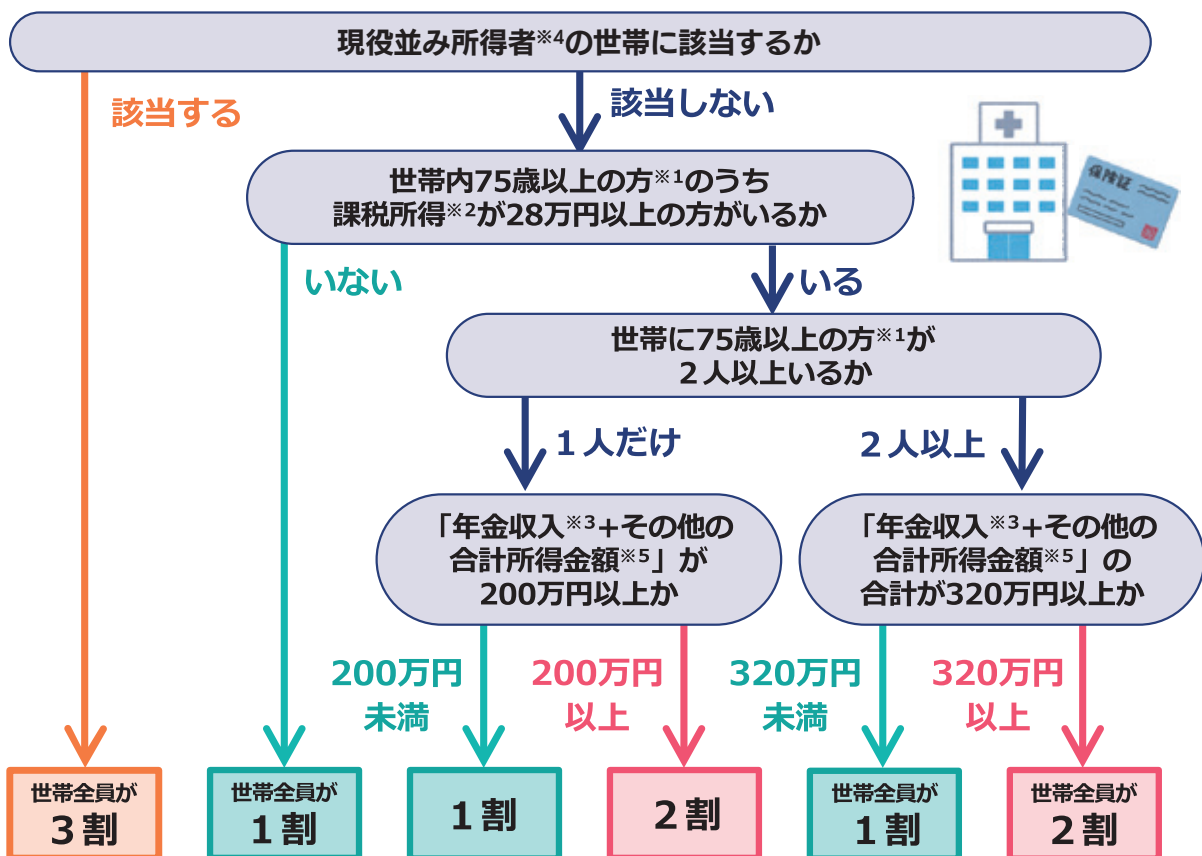 現役並み所得者※4の世帯に該当するか
該当する
該当しない
世帯内75歳以上の方※1のうち
課税所得※2が28万円以上の方がいるか
保険証
いない
いる
世帯に75歳以上の方※1が
２人以上いるか
１人だけ
２人以上
「年金収入※3+その他の
合計所得金額※5」が
200万円以上か
「年金収入※3+その他の
合計所得金額※5」の
合計が320万円以上か
200万円
未満
200万円
以上
320万円
未満
320万円
以上
世帯全員が
３割
世帯全員が
１割
１割
２割
世帯全員が
１割
世帯全員が
２割